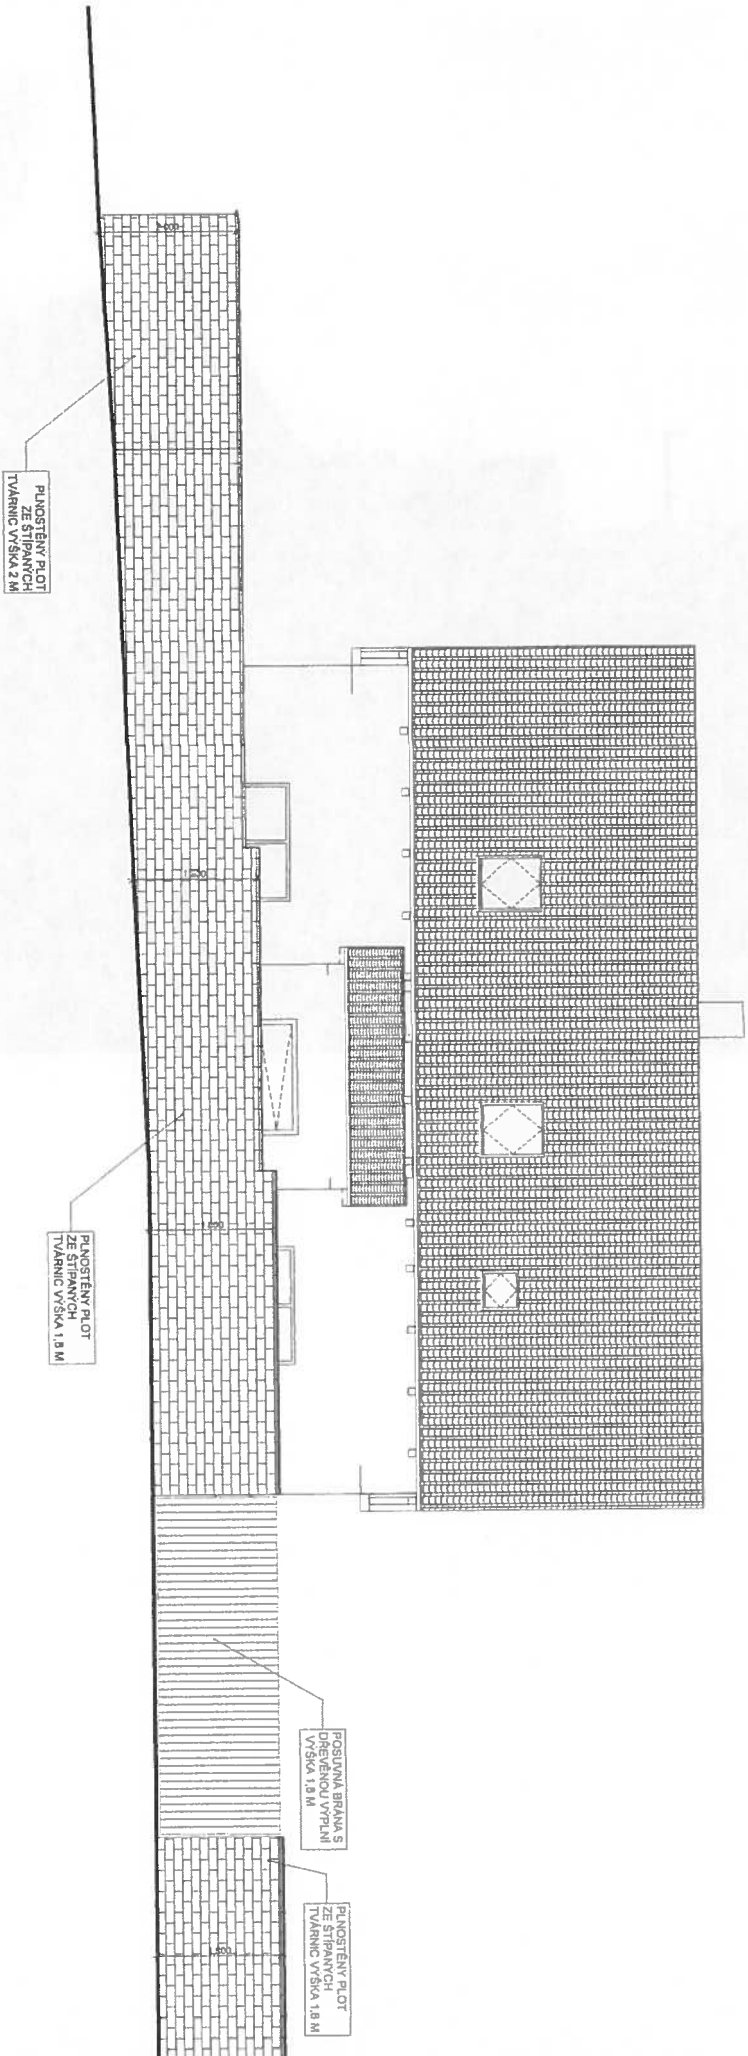 PLNOSTĚNÝ PLOT
ZE ŠTÍPANÝCH
TVÁRNIC VÝŠKA 2 M
PLNOSTĚNÝ PLOT
ZE ŠTÍPANÝCH
TVÁRNIC VÝŠKA 1,8 M
POSUVNÁ BRÁNA S
DŘEVĚNOU VÝPLNÍ
VÝŠKA 1,8 M
PLNOSTĚNÝ PLOT
ZE ŠTÍPANÝCH
TVÁRNIC VÝŠKA 1,8 M